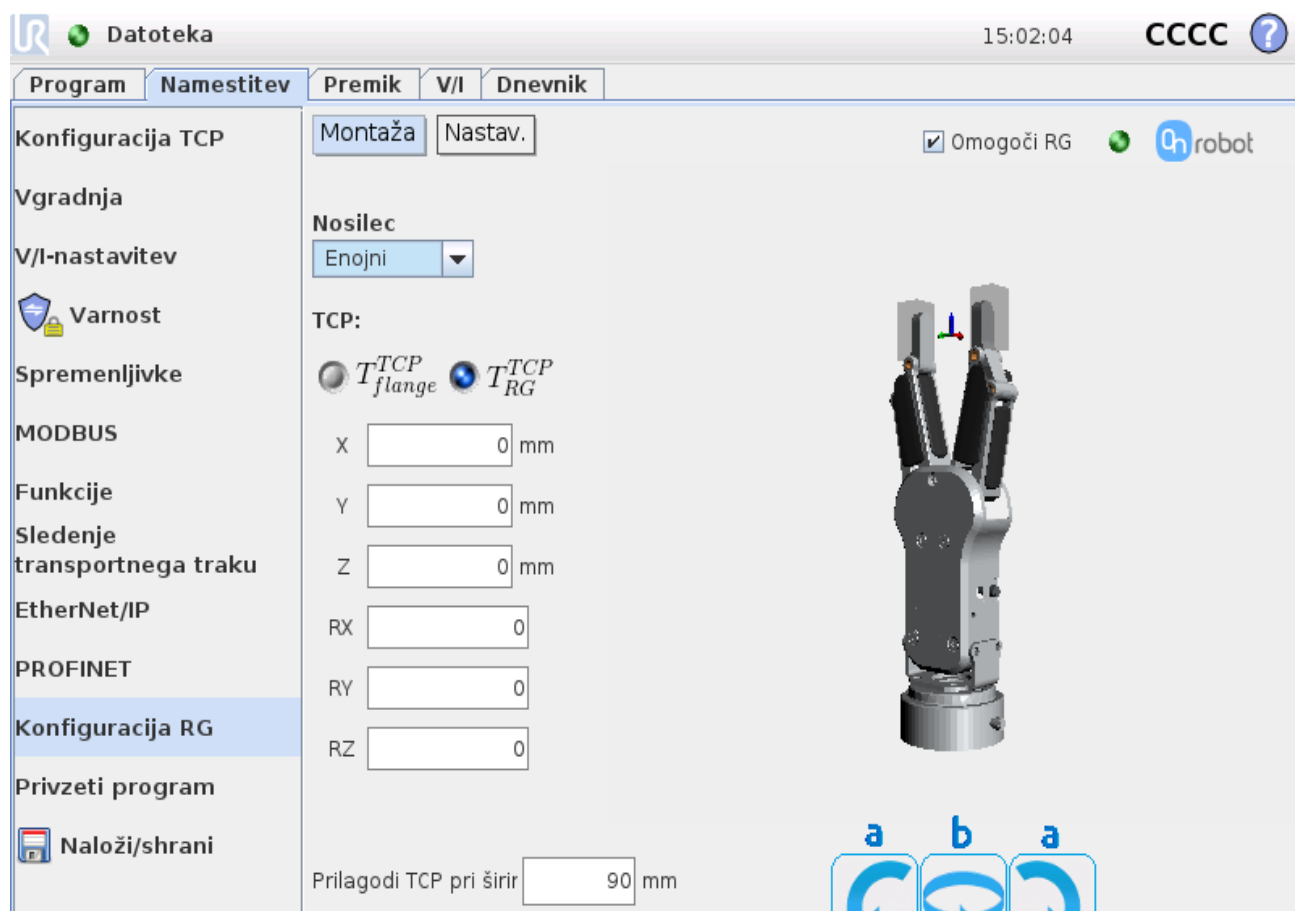 Datoteka 15:02:04 CCCC ?
Program Namestitev Premik V/I Dnevnik
Konfiguracija TCP
Vgradnja
V/I-nastavitev
Varnost
Spremenljivke
MODBUS
Funkcije
Sledenje
transportnega traku
EtherNet/IP
PROFINET
Konfiguracija RG
Privzeti program
Naloži/shrani
Montaža Nastav. Omogoči RG On robot
Nosilec
Enojni
TCP:
T TCP flange T TCP RG
X 0 mm
Y 0 mm
Z 0 mm
RX 0
RY 0
RZ 0
a b a
Prilagodi TCP pri širir 90 mm